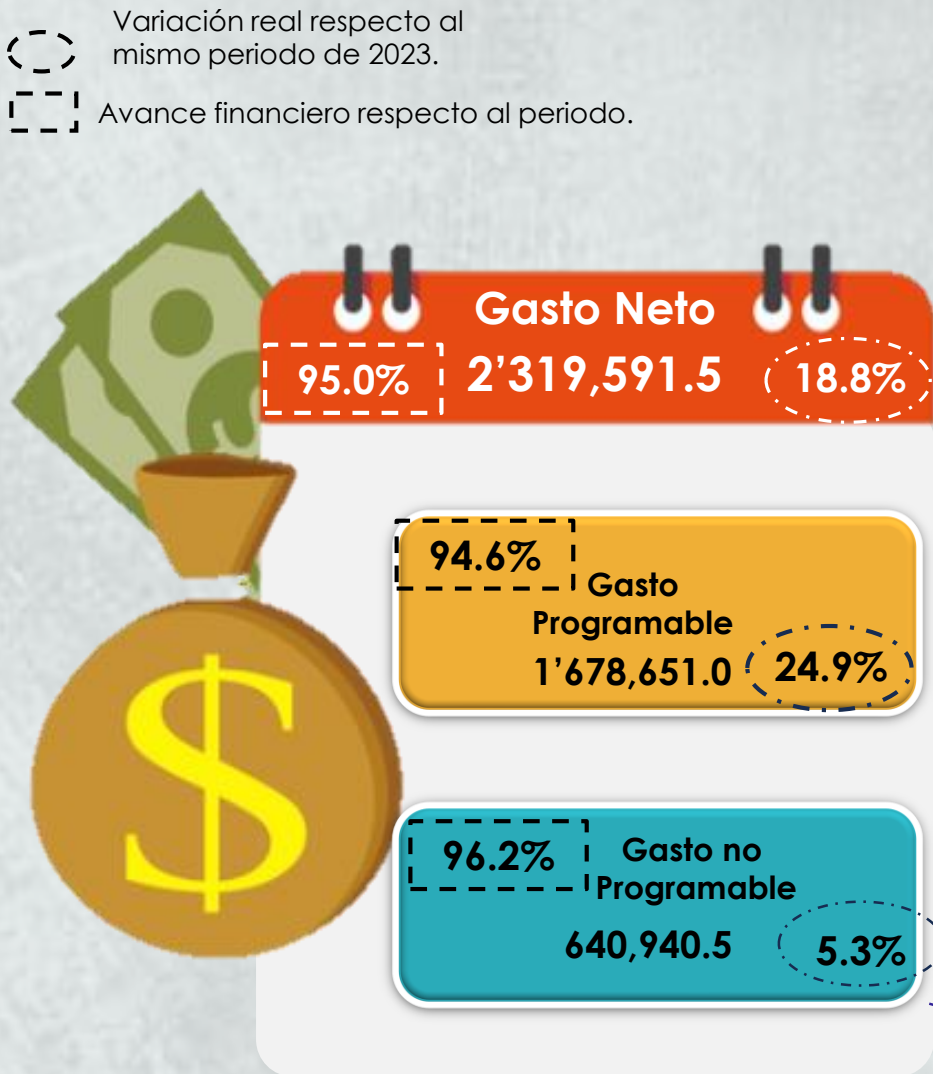 Variación real respecto al
mismo periodo de 2023.
Avance financiero respecto al periodo.
Gasto Neto
95.0% 2’319,591.5 18.8%
94.6%
Gasto
Programable
1’678,651.0 24.9%
96.2% Gasto no
Programable
640,940.5 5.3%
$